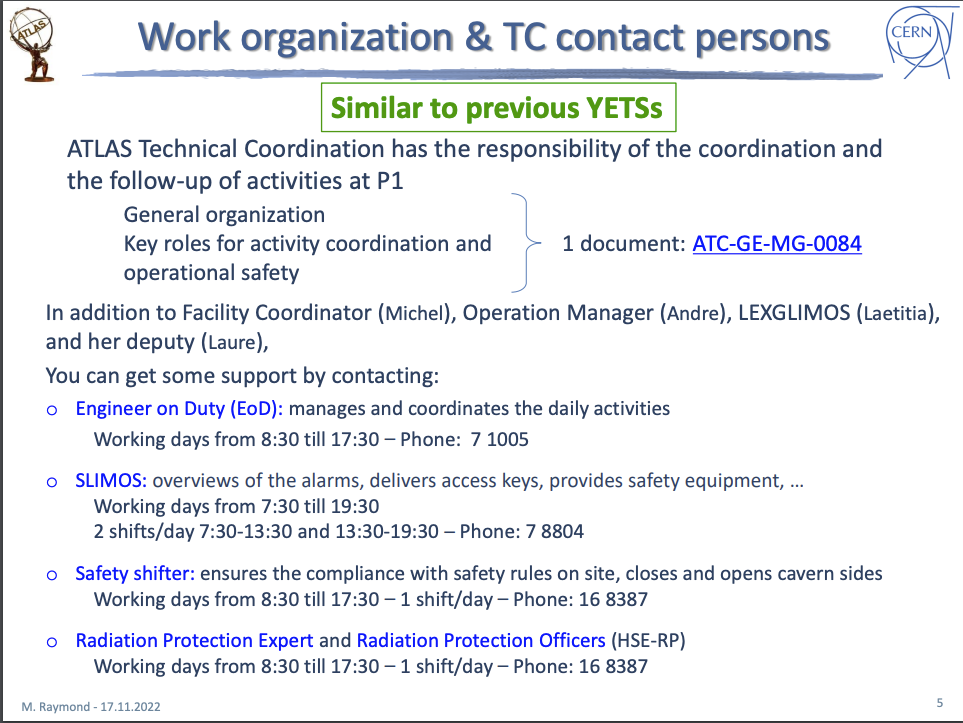 ATLAS
Work organization & TC contact persons
CERN
Similar to previous YETSs
ATLAS Technical Coordination has the responsibility of the coordination and
the follow-up of activities at P1
General organization
Key roles for activity coordination and
operational safety
1 document: ATC-GE-MG-0084
In addition to Facility Coordinator (Michel), Operation Manager (Andre), LEXGLIMOS (Laetitia),
and her deputy (Laure),
You can get some support by contacting:
o Engineer on Duty (EoD): manages and coordinates the daily activities
Working days from 8:30 till 17:30 – Phone: 7 1005
o SLIMOS: overviews of the alarms, delivers access keys, provides safety equipment, ...
Working days from 7:30 till 19:30
2 shifts/day 7:30-13:30 and 13:30-19:30 – Phone: 7 8804
o Safety shifter: ensures the compliance with safety rules on site, closes and opens cavern sides
Working days from 8:30 till 17:30 – 1 shift/day – Phone: 16 8387
o Radiation Protection Expert and Radiation Protection Officers (HSE-RP)
Working days from 8:30 till 17:30 – 1 shift/day – Phone: 16 8387
M. Raymond - 17.11.2022
5